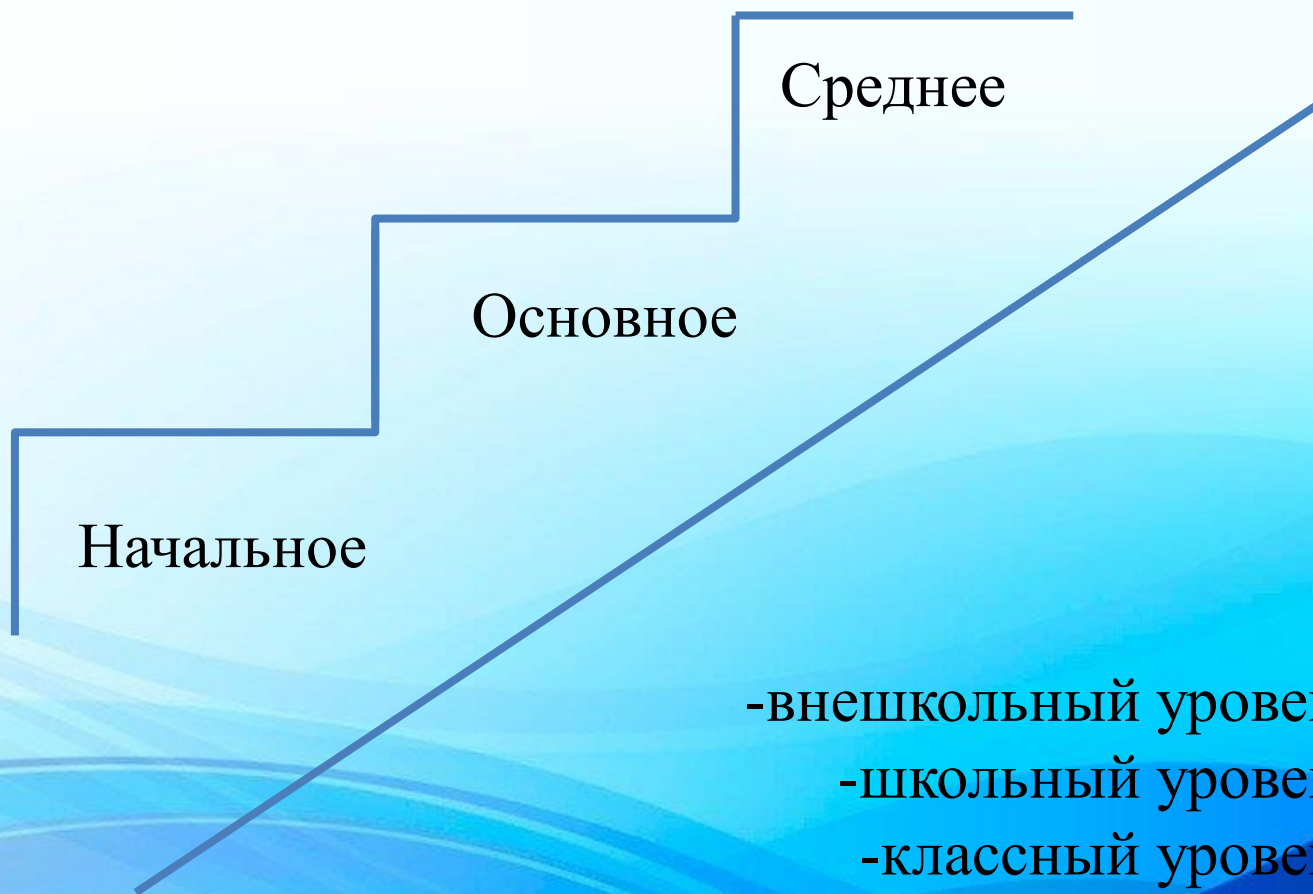 Среднее
Основное
Начальное
-внешкольный
-школьный
-классный